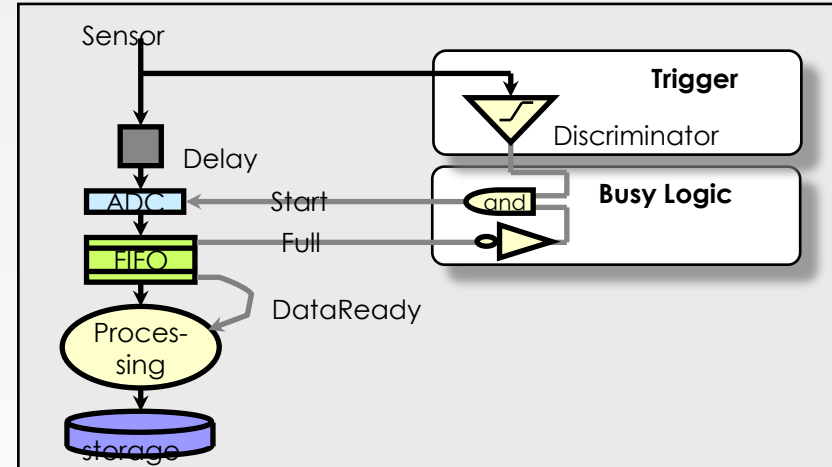 Sensor
Trigger
Discriminator
Delay
ADC
Start
and
Busy Logic
Full
FIFO
DataReady
Proces-
sing
storage